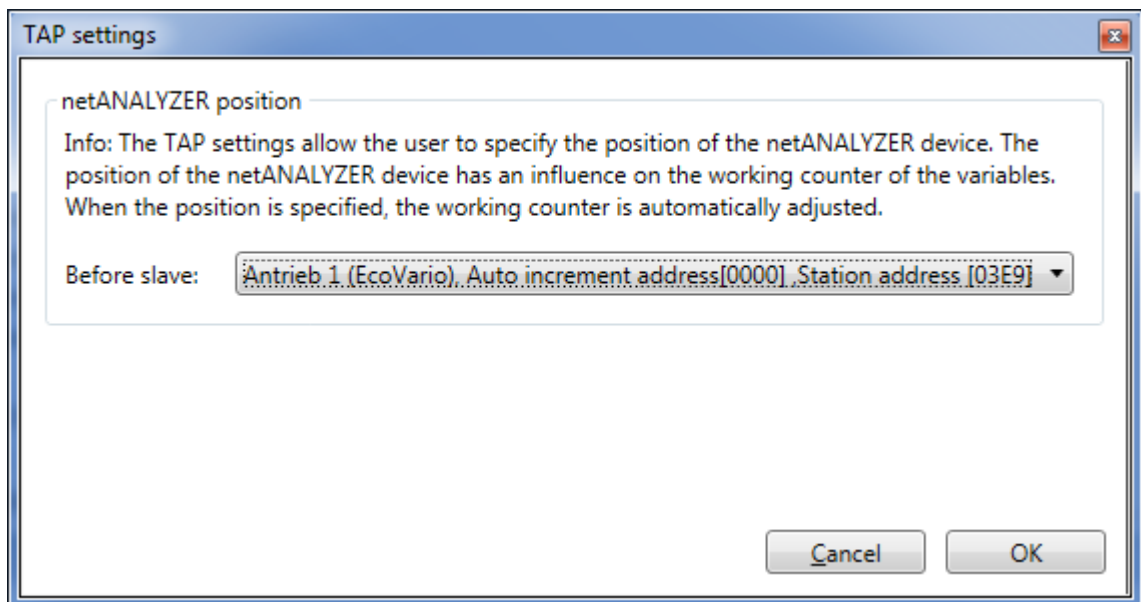 TAP settings
netANALYZER position
Info: The TAP settings allow the user to specify the position of the netANALYZER device. The
position of the netANALYZER device has an influence on the working counter of the variables.
When the position is specified, the working counter is automatically adjusted.
Before slave: Antrieb 1 (EcoVario), Auto increment address[0000] ,Station address [03E9]
Cancel OK